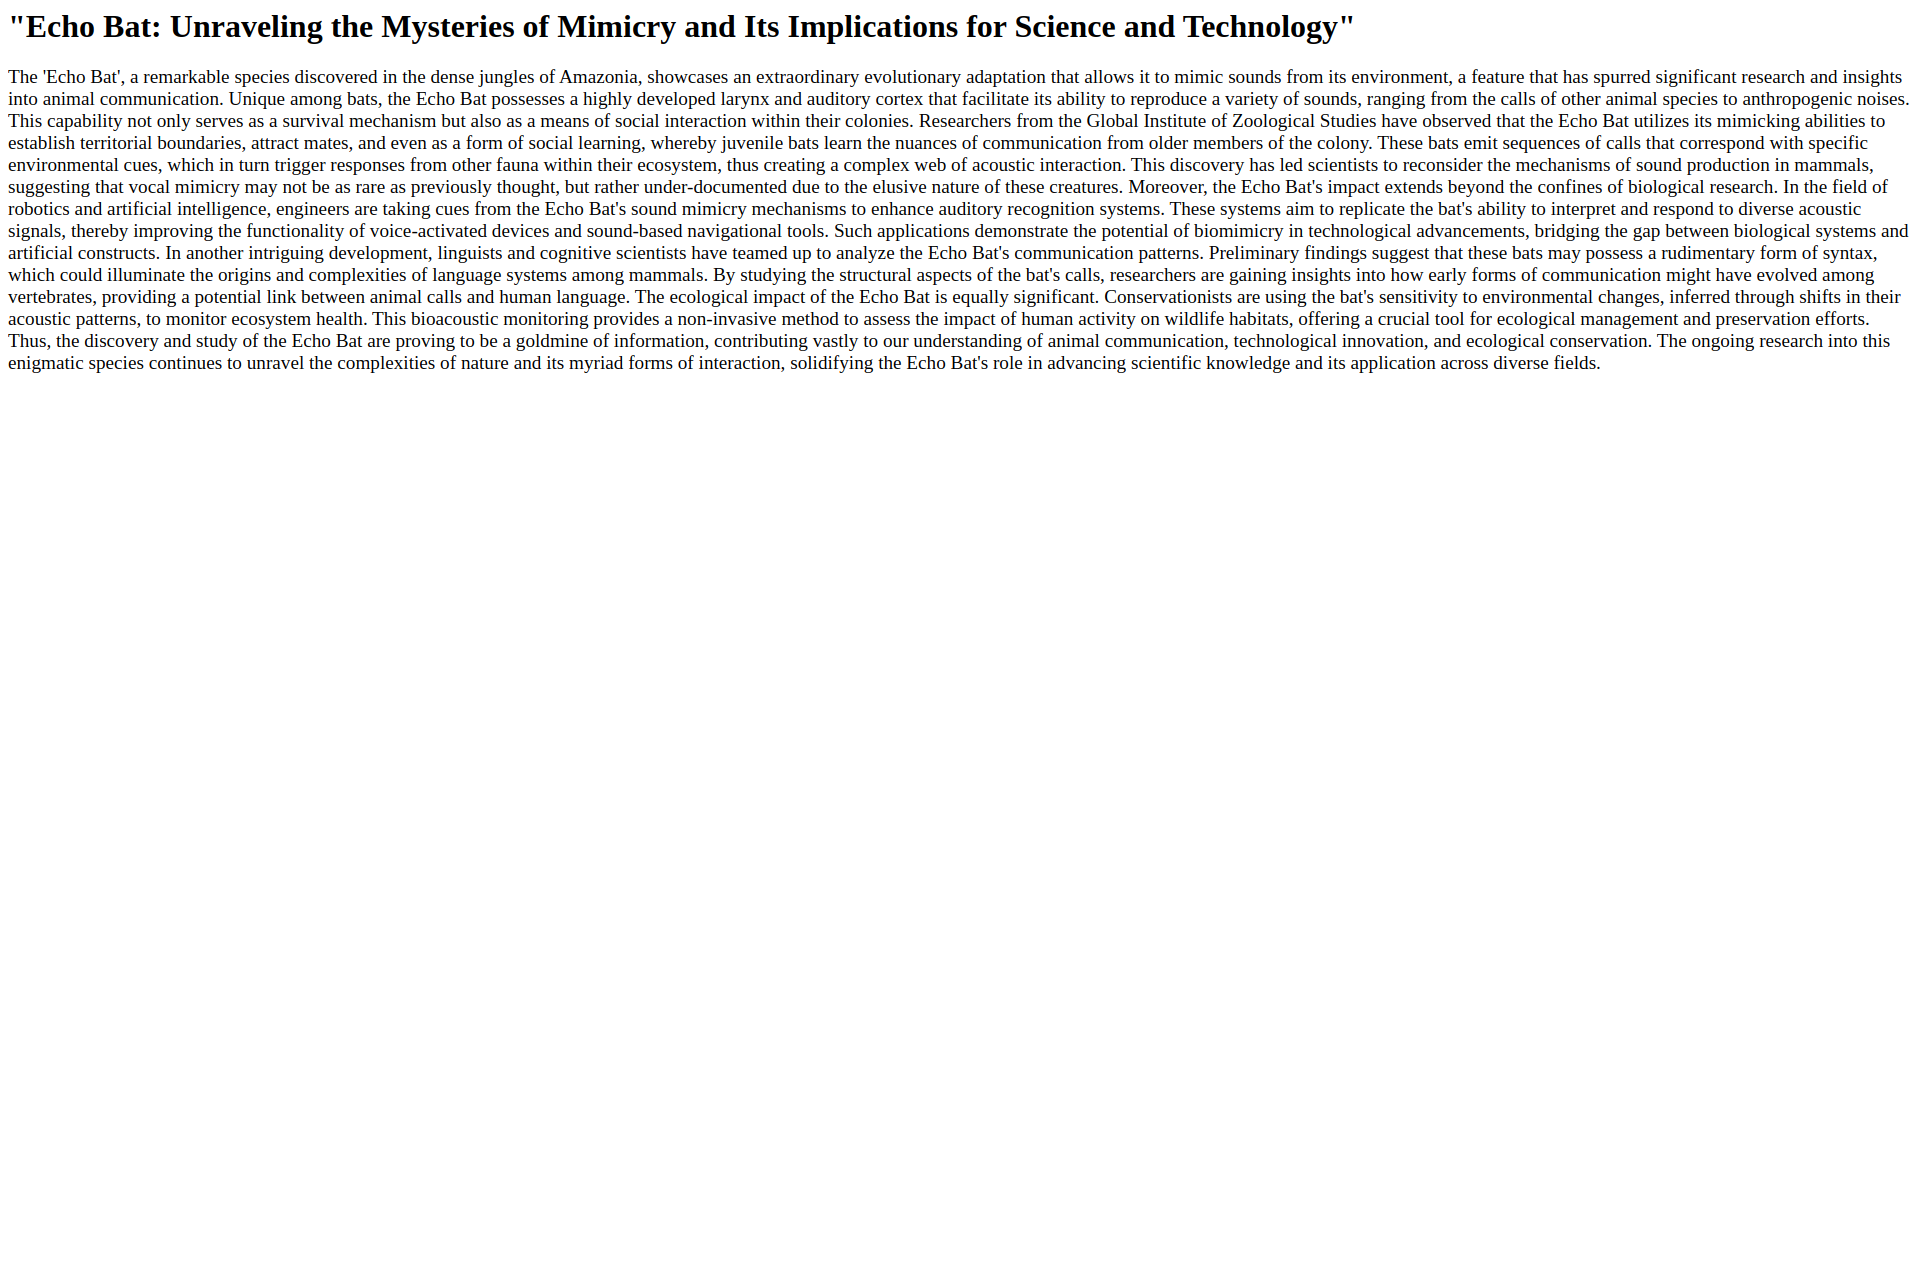 "Echo Bat: Unraveling the Mysteries of Mimicry and Its Implications for Science and Technology"
The 'Echo Bat', a remarkable species discovered in the dense jungles of Amazonia, showcases an extraordinary evolutionary adaptation that allows it to mimic sounds from its environment, a feature that has spurred significant research and insights
into animal communication. Unique among bats, the Echo Bat possesses a highly developed larynx and auditory cortex that facilitate its ability to reproduce a variety of sounds, ranging from the calls of other animal species to anthropogenic noises.
This capability not only serves as a survival mechanism but also as a means of social interaction within their colonies. Researchers from the Global Institute of Zoological Studies have observed that the Echo Bat utilizes its mimicking abilities to
establish territorial boundaries, attract mates, and even as a form of social learning, whereby juvenile bats learn the nuances of communication from older members of the colony. These bats emit sequences of calls that correspond with specific
environmental cues, which in turn trigger responses from other fauna within their ecosystem, thus creating a complex web of acoustic interaction. This discovery has led scientists to reconsider the mechanisms of sound production in mammals,
suggesting that vocal mimicry may not be as rare as previously thought, but rather under-documented due to the elusive nature of these creatures. Moreover, the Echo Bat's impact extends beyond the confines of biological research. In the field of
robotics and artificial intelligence, engineers are taking cues from the Echo Bat's sound mimicry mechanisms to enhance auditory recognition systems. These systems aim to replicate the bat's ability to interpret and respond to diverse acoustic
signals, thereby improving the functionality of voice-activated devices and sound-based navigational tools. Such applications demonstrate the potential of biomimicry in technological advancements, bridging the gap between biological systems and
artificial constructs. In another intriguing development, linguists and cognitive scientists have teamed up to analyze the Echo Bat's communication patterns. Preliminary findings suggest that these bats may possess a rudimentary form of syntax,
which could illuminate the origins and complexities of language systems among mammals. By studying the structural aspects of the bat's calls, researchers are gaining insights into how early forms of communication might have evolved among
vertebrates, providing a potential link between animal calls and human language. The ecological impact of the Echo Bat is equally significant. Conservationists are using the bat's sensitivity to environmental changes, inferred through shifts in their
acoustic patterns, to monitor ecosystem health. This bioacoustic monitoring provides a non-invasive method to assess the impact of human activity on wildlife habitats, offering a crucial tool for ecological management and preservation efforts.
Thus, the discovery and study of the Echo Bat are proving to be a goldmine of information, contributing vastly to our understanding of animal communication, technological innovation, and ecological conservation. The ongoing research into this
enigmatic species continues to unravel the complexities of nature and its myriad forms of interaction, solidifying the Echo Bat's role in advancing scientific knowledge and its application across diverse fields.